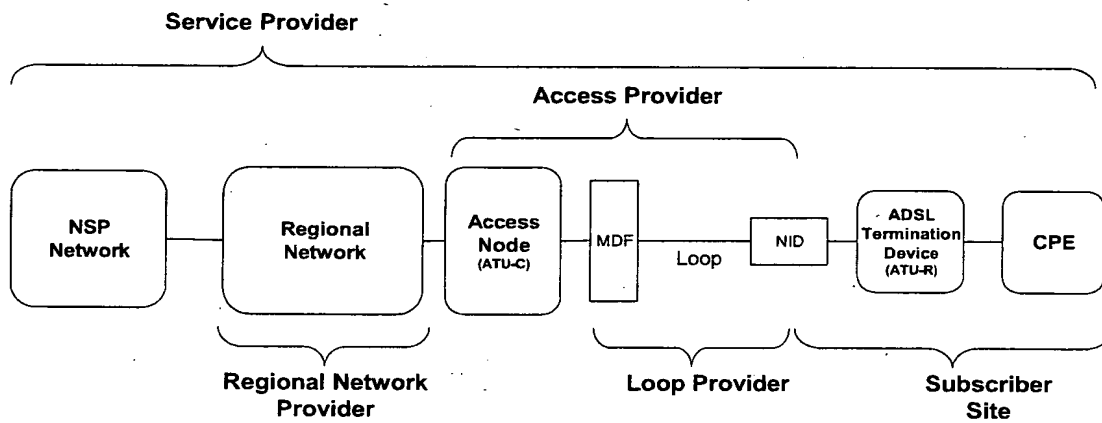 Service Provider
Access Provider
NSP
Network
Regional
Network
Access
Node
(ATU-C)
MDF
Loop
NID
ADSL
Termination
Device
(ATU-R)
CPE
Regional Network
Provider
Loop Provider
Subscriber
Site